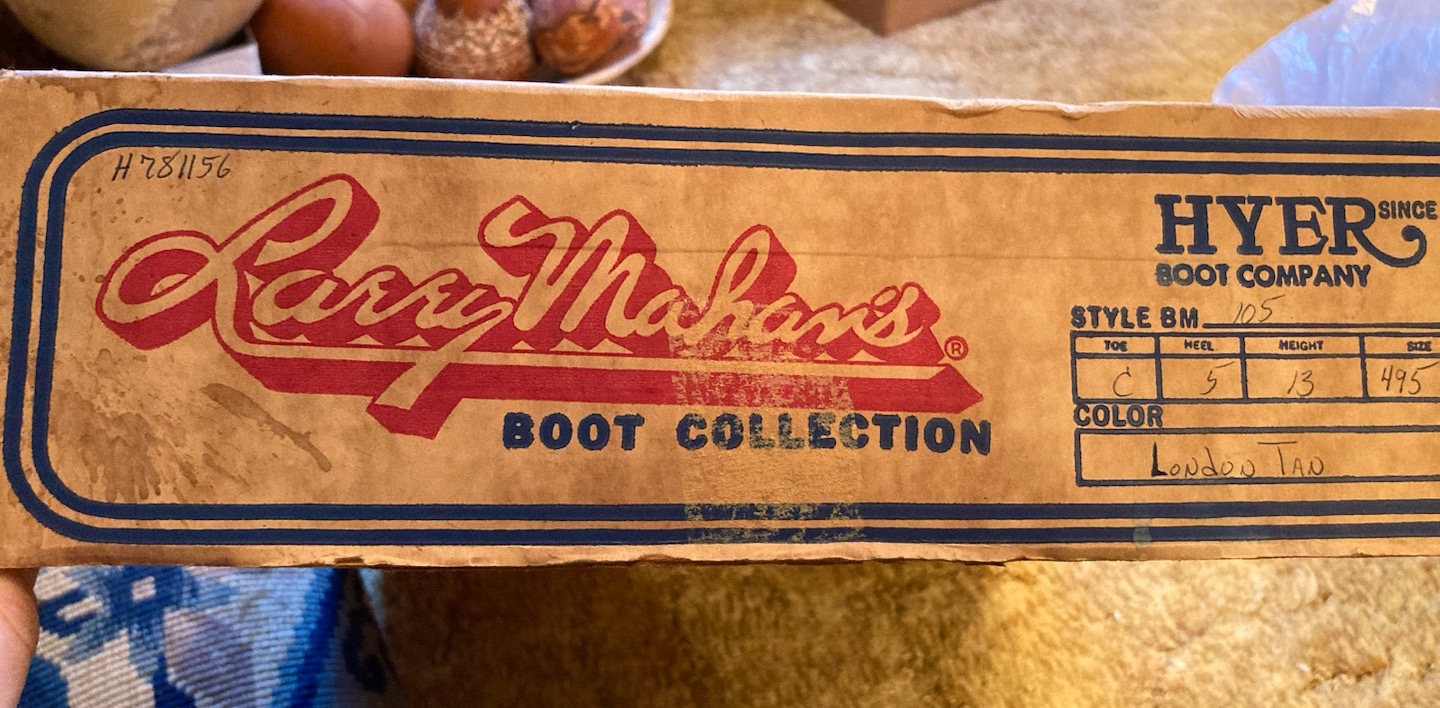 H781156
Larry Mahan's®
BOOT COLLECTION
HYER SINCE
BOOT COMPANY
STYLE BM 105
TOE HEEL HEIGHT SIZE
C 5 13 495
COLOR
London Tan